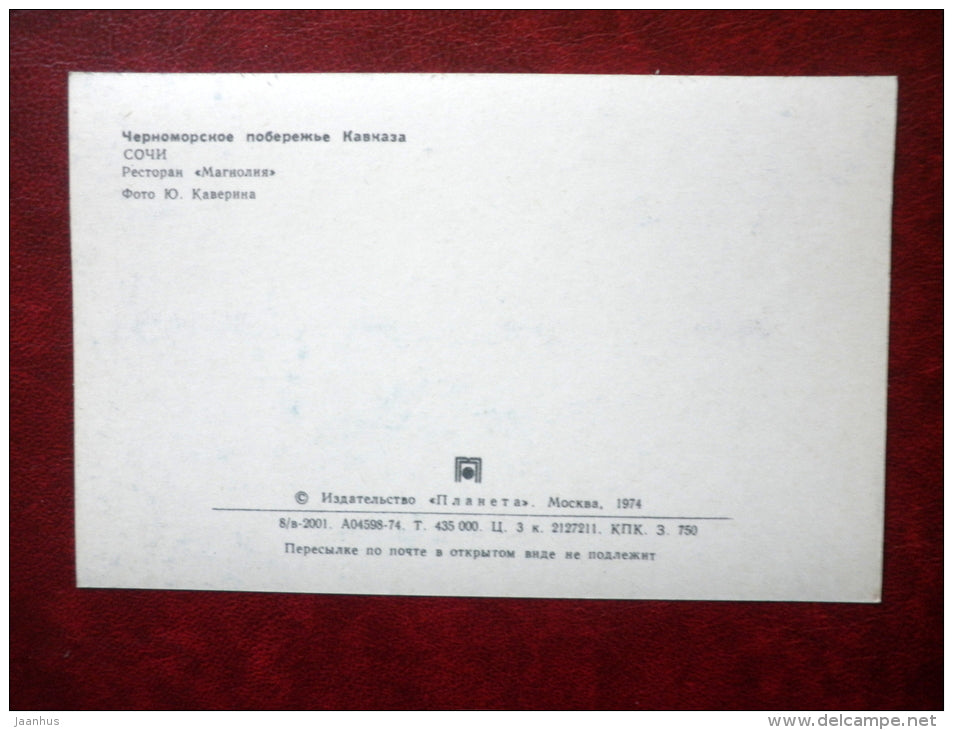 Черноморское побережье Кавказа
СОЧИ
Ресторан «Магнолия»
Фото Ю. Каверина
© Издательство «Планета». Москва, 1974
8/в-2001. А04598-74. Т. 435 000. Ц. 3 к. 2127211. КПК. З. 750
Пересылке по почте в открытом виде не подлежит
jaanhus
www.delcampe.net